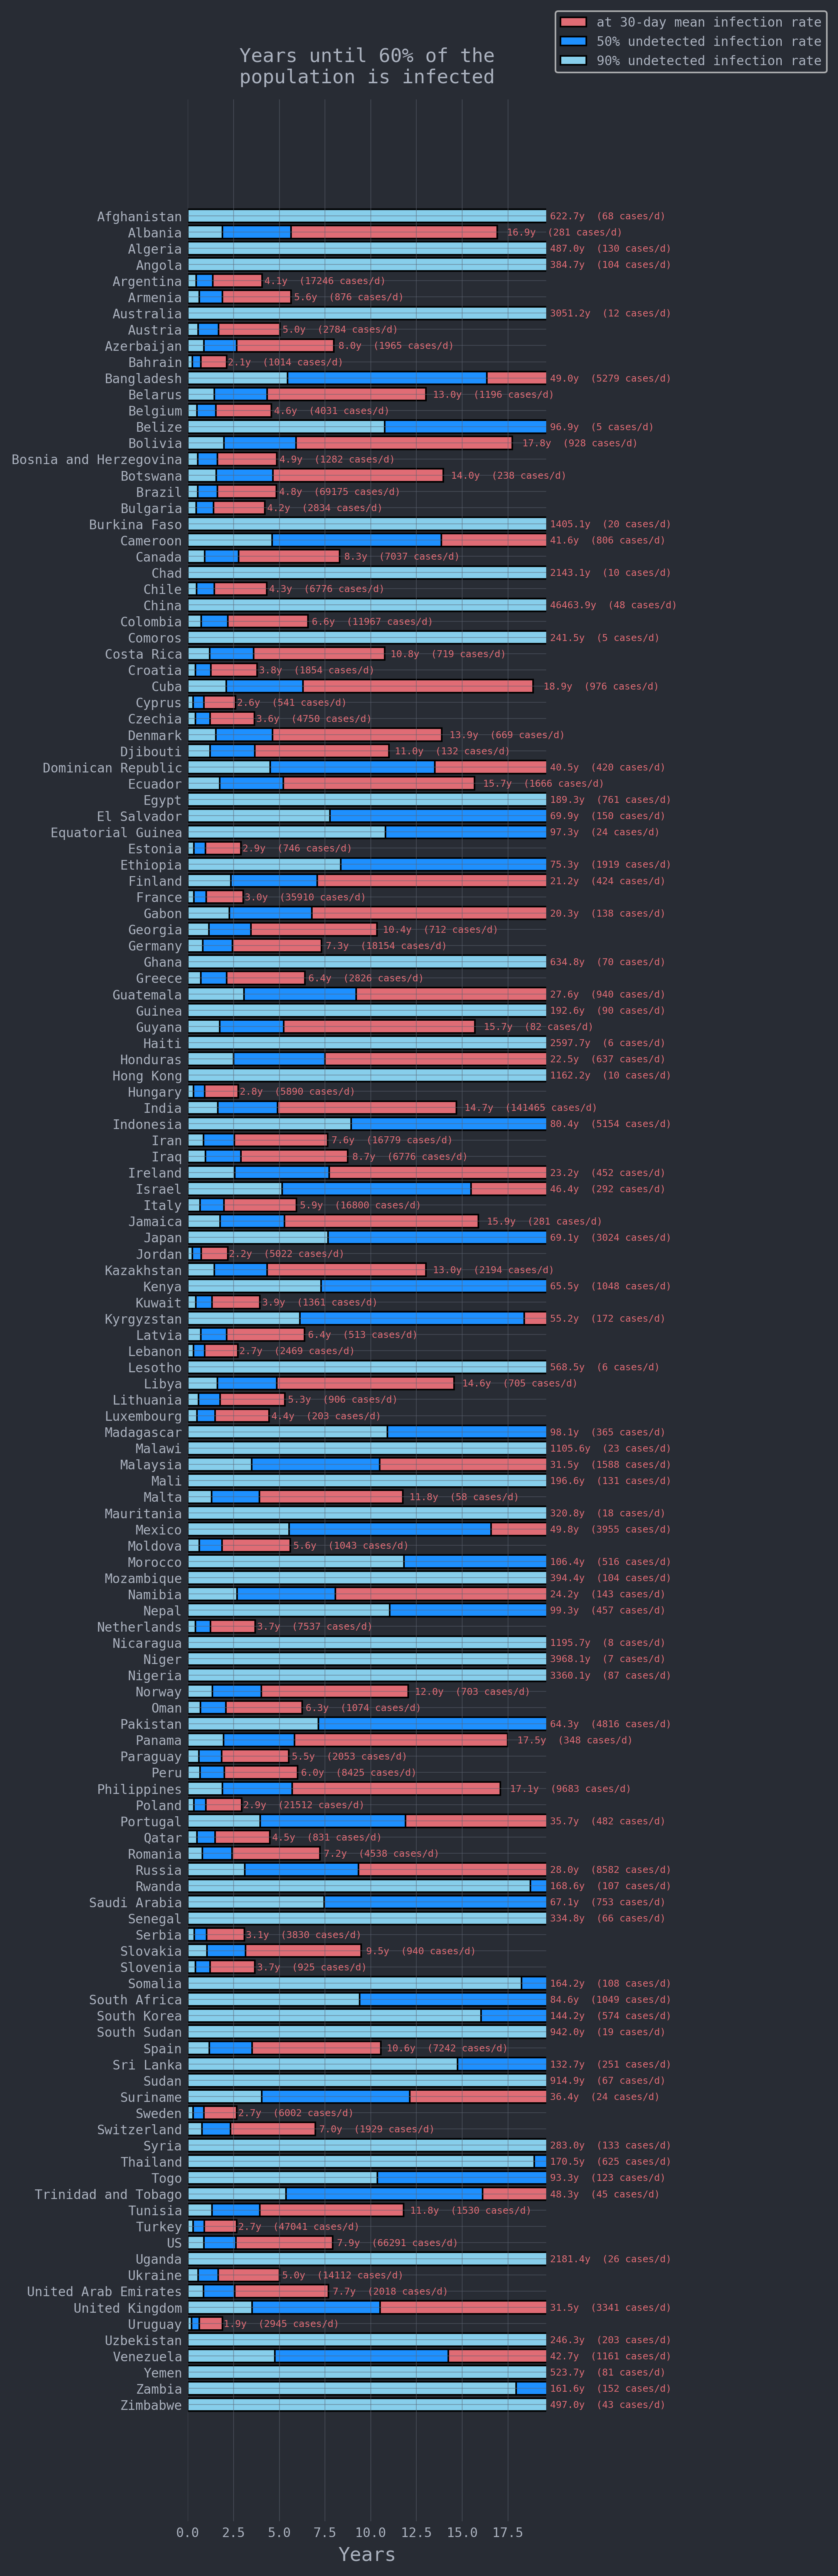 at 30-day mean infection rate
50% undetected infection rate
90% undetected infection rate
Years until 60% of the
population is infected
Afghanistan 622.7y (68 cases/d)
Albania 16.9y (281 cases/d)
Algeria 487.0y (130 cases/d)
Angola 384.7y (104 cases/d)
Argentina 4.1y (17246 cases/d)
Armenia 5.6y (876 cases/d)
Australia 3051.2y (12 cases/d)
Austria 5.0y (2784 cases/d)
Azerbaijan 8.0y (1965 cases/d)
Bahrain 2.1y (1014 cases/d)
Bangladesh 49.0y (5279 cases/d)
Belarus 13.0y (1196 cases/d)
Belgium 4.6y (4031 cases/d)
Belize 96.9y (5 cases/d)
Bolivia 17.8y (928 cases/d)
Bosnia and Herzegovina 4.9y (1282 cases/d)
Botswana 14.0y (238 cases/d)
Brazil 4.8y (69175 cases/d)
Bulgaria 4.2y (2834 cases/d)
Burkina Faso 1405.1y (20 cases/d)
Cameroon 41.6y (806 cases/d)
Canada 8.3y (7037 cases/d)
Chad 2143.1y (10 cases/d)
Chile 4.3y (6776 cases/d)
China 46463.9y (48 cases/d)
Colombia 6.6y (11967 cases/d)
Comoros 241.5y (5 cases/d)
Costa Rica 10.8y (719 cases/d)
Croatia 3.8y (1854 cases/d)
Cuba 18.9y (976 cases/d)
Cyprus 2.6y (541 cases/d)
Czechia 3.6y (4750 cases/d)
Denmark 13.9y (669 cases/d)
Djibouti 11.0y (132 cases/d)
Dominican Republic 40.5y (420 cases/d)
Ecuador 15.7y (1666 cases/d)
Egypt 189.3y (761 cases/d)
El Salvador 69.9y (150 cases/d)
Equatorial Guinea 97.3y (24 cases/d)
Estonia 2.9y (746 cases/d)
Ethiopia 75.3y (1919 cases/d)
Finland 21.2y (424 cases/d)
France 3.0y (35910 cases/d)
Gabon 20.3y (138 cases/d)
Georgia 10.4y (712 cases/d)
Germany 7.3y (18154 cases/d)
Ghana 634.8y (70 cases/d)
Greece 6.4y (2826 cases/d)
Guatemala 27.6y (940 cases/d)
Guinea 192.6y (90 cases/d)
Guyana 15.7y (82 cases/d)
Haiti 2597.7y (6 cases/d)
Honduras 22.5y (637 cases/d)
Hong Kong 1162.2y (10 cases/d)
Hungary 2.8y (5890 cases/d)
India 14.7y (141465 cases/d)
Indonesia 80.4y (5154 cases/d)
Iran 7.6y (16779 cases/d)
Iraq 8.7y (6776 cases/d)
Ireland 23.2y (452 cases/d)
Israel 46.4y (292 cases/d)
Italy 5.9y (16800 cases/d)
Jamaica 15.9y (281 cases/d)
Japan 69.1y (3024 cases/d)
Jordan 2.2y (5022 cases/d)
Kazakhstan 13.0y (2194 cases/d)
Kenya 65.5y (1048 cases/d)
Kuwait 3.9y (1361 cases/d)
Kyrgyzstan 55.2y (172 cases/d)
Latvia 6.4y (513 cases/d)
Lebanon 2.7y (2469 cases/d)
Lesotho 568.5y (6 cases/d)
Libya 14.6y (705 cases/d)
Lithuania 5.3y (906 cases/d)
Luxembourg 4.4y (203 cases/d)
Madagascar 98.1y (365 cases/d)
Malawi 1105.6y (23 cases/d)
Malaysia 31.5y (1588 cases/d)
Mali 196.6y (131 cases/d)
Malta 11.8y (58 cases/d)
Mauritania 320.8y (18 cases/d)
Mexico 49.8y (3955 cases/d)
Moldova 5.6y (1043 cases/d)
Morocco 106.4y (516 cases/d)
Mozambique 394.4y (104 cases/d)
Namibia 24.2y (143 cases/d)
Nepal 99.3y (457 cases/d)
Netherlands 3.7y (7537 cases/d)
Nicaragua 1195.7y (8 cases/d)
Niger 3968.1y (7 cases/d)
Nigeria 3360.1y (87 cases/d)
Norway 12.0y (703 cases/d)
Oman 6.3y (1074 cases/d)
Pakistan 64.3y (4816 cases/d)
Panama 17.5y (348 cases/d)
Paraguay 5.5y (2053 cases/d)
Peru 6.0y (8425 cases/d)
Philippines 17.1y (9683 cases/d)
Poland 2.9y (21512 cases/d)
Portugal 35.7y (482 cases/d)
Qatar 4.5y (831 cases/d)
Romania 7.2y (4538 cases/d)
Russia 28.0y (8582 cases/d)
Rwanda 168.6y (107 cases/d)
Saudi Arabia 67.1y (753 cases/d)
Senegal 334.8y (66 cases/d)
Serbia 3.1y (3830 cases/d)
Slovakia 9.5y (940 cases/d)
Slovenia 3.7y (925 cases/d)
Somalia 164.2y (108 cases/d)
South Africa 84.6y (1049 cases/d)
South Korea 144.2y (574 cases/d)
South Sudan 942.0y (19 cases/d)
Spain 10.6y (7242 cases/d)
Sri Lanka 132.7y (251 cases/d)
Sudan 914.9y (67 cases/d)
Suriname 36.4y (24 cases/d)
Sweden 2.7y (6002 cases/d)
Switzerland 7.0y (1929 cases/d)
Syria 283.0y (133 cases/d)
Thailand 170.5y (625 cases/d)
Togo 93.3y (123 cases/d)
Trinidad and Tobago 48.3y (45 cases/d)
Tunisia 11.8y (1530 cases/d)
Turkey 2.7y (47041 cases/d)
US 7.9y (66291 cases/d)
Uganda 2181.4y (26 cases/d)
Ukraine 5.0y (14112 cases/d)
United Arab Emirates 7.7y (2018 cases/d)
United Kingdom 31.5y (3341 cases/d)
Uruguay 1.9y (2945 cases/d)
Uzbekistan 246.3y (203 cases/d)
Venezuela 42.7y (1161 cases/d)
Yemen 523.7y (81 cases/d)
Zambia 161.6y (152 cases/d)
Zimbabwe 497.0y (43 cases/d)
0.0 2.5 5.0 7.5 10.0 12.5 15.0 17.5
Years